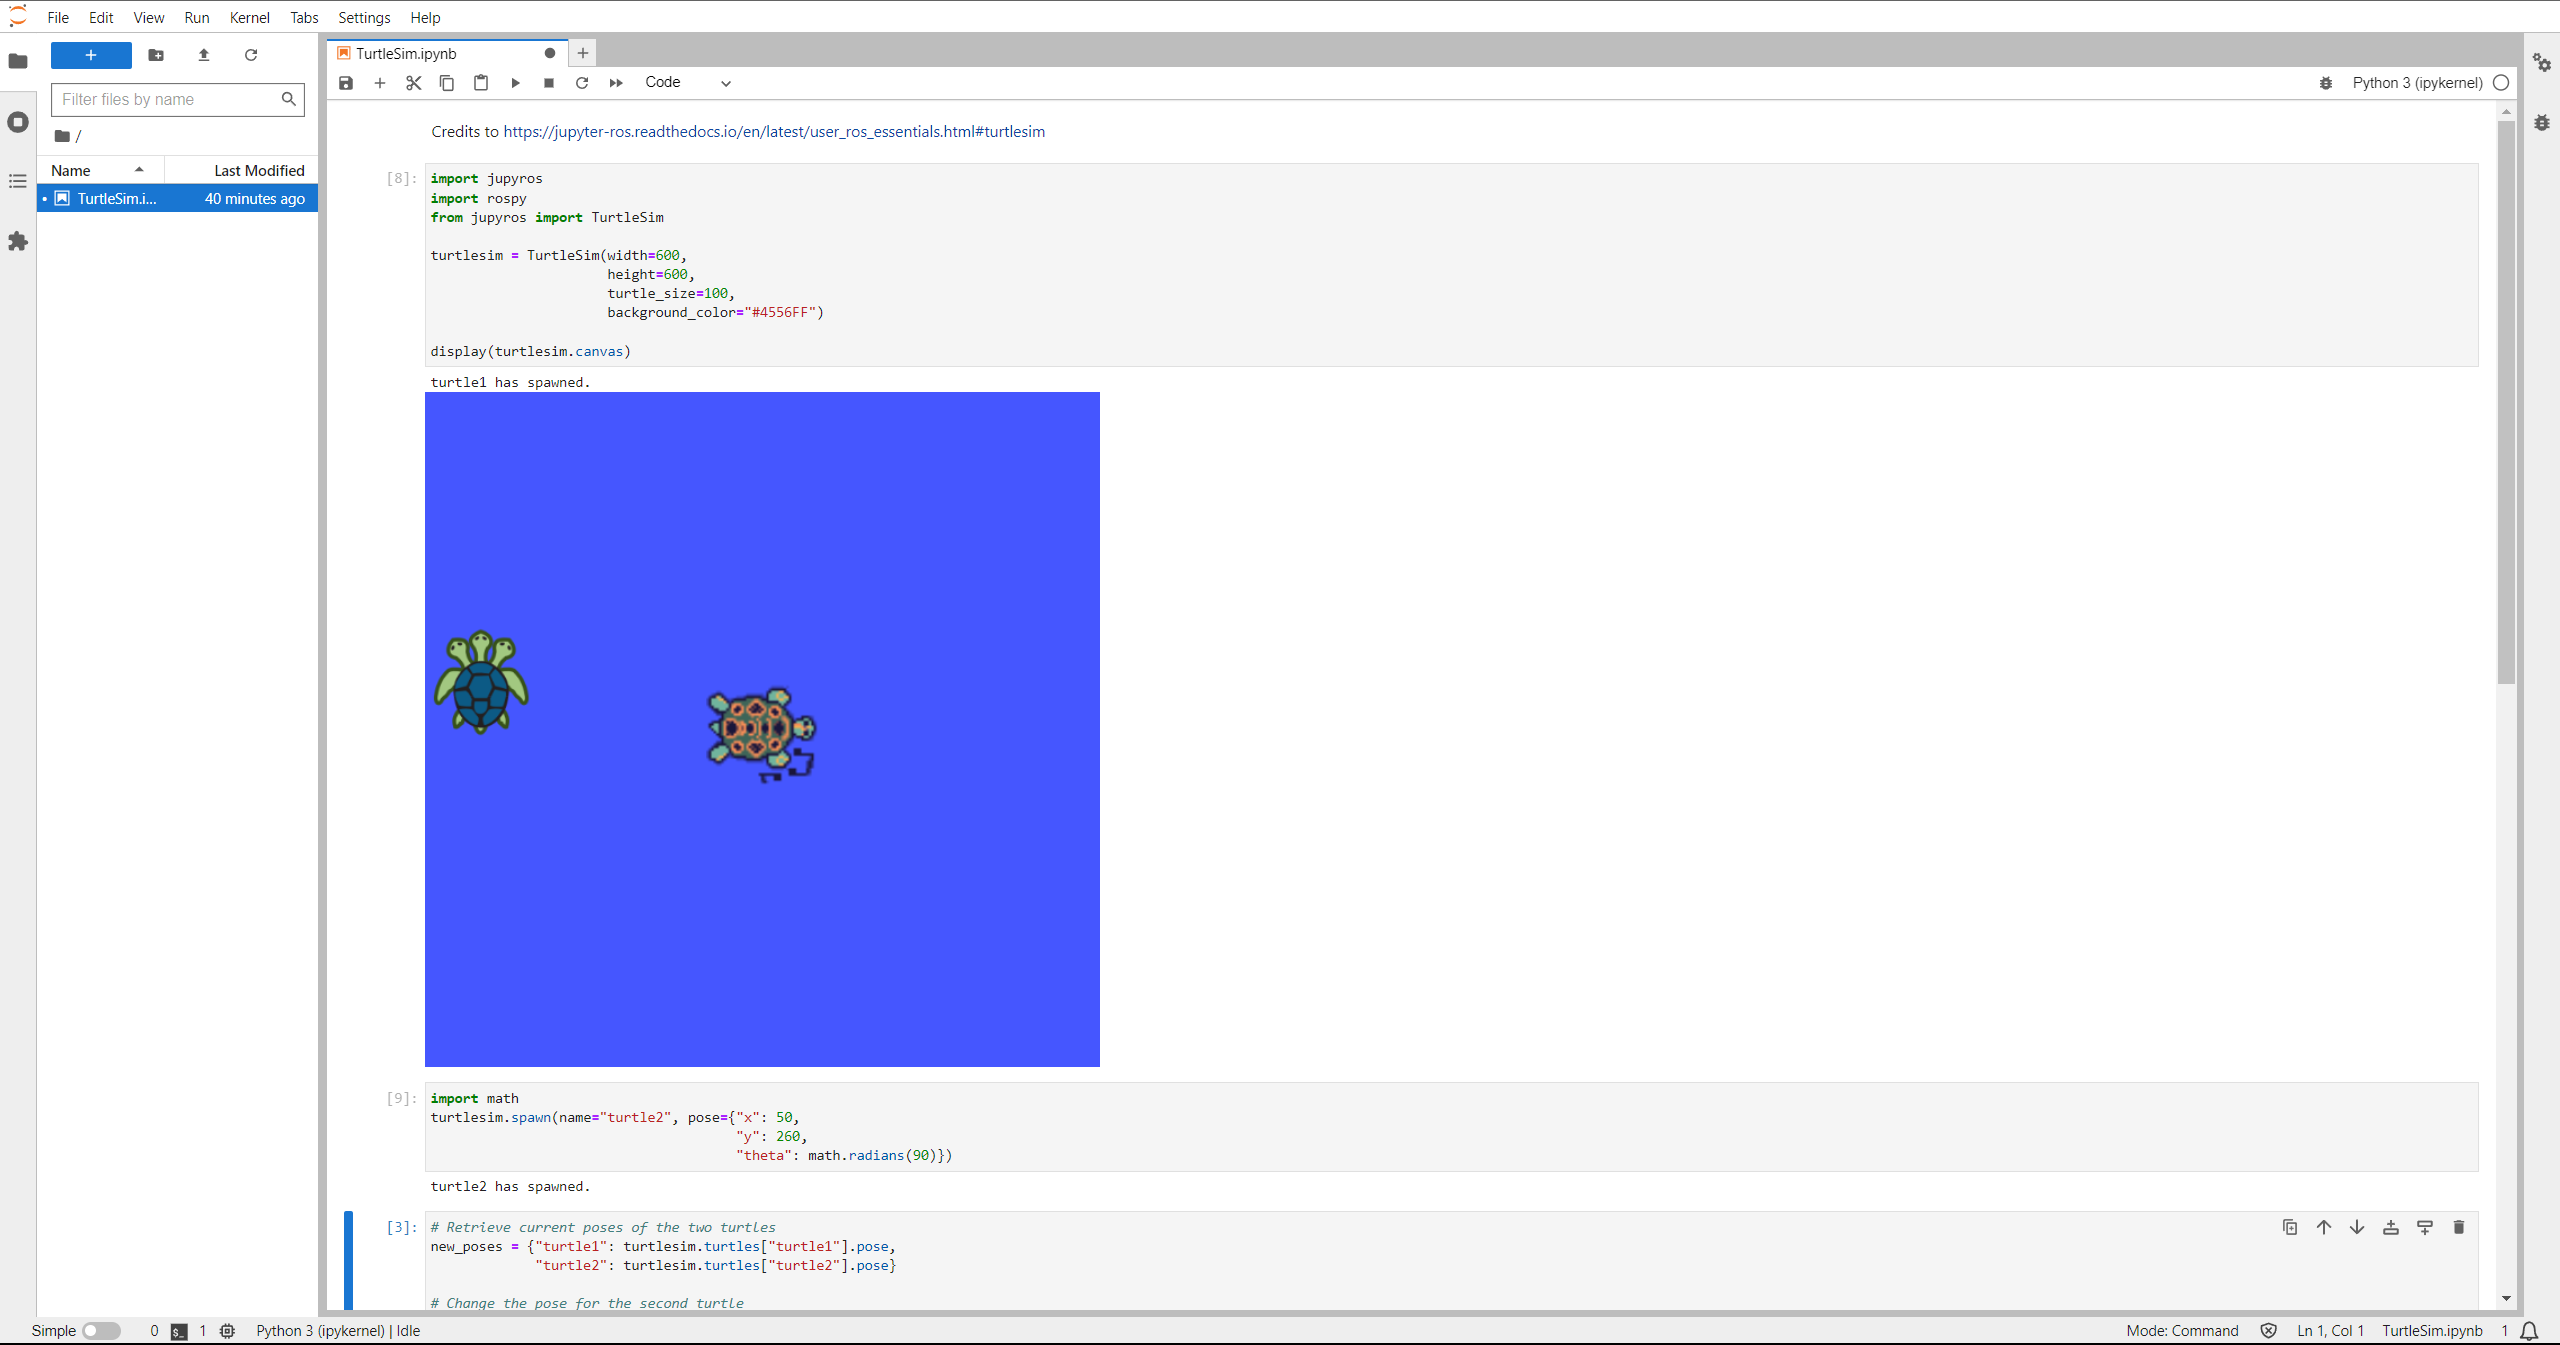 File Edit View Run Kernel Tabs Settings Help
TurtleSim.ipynb
Filter files by name
Code
Python 3 (ipykernel)
/
Name Last Modified
TurtleSim.i... 40 minutes ago
Credits to https://jupyter-ros.readthedocs.io/en/latest/user_ros_essentials.html#turtlesim
[8]: import jupyros
import rospy
from jupyros import TurtleSim
turtlesim = TurtleSim(width=600,
height=600,
turtle_size=100,
background_color="#4556FF")
display(turtlesim.canvas)
turtle1 has spawned.
[9]: import math
turtlesim.spawn(name="turtle2", pose={"x": 50,
"y": 260,
"theta": math.radians(90)})
turtle2 has spawned.
[3]: # Retrieve current poses of the two turtles
new_poses = {"turtle1": turtlesim.turtles["turtle1"].pose,
"turtle2": turtlesim.turtles["turtle2"].pose}
# Change the pose for the second turtle
Simple 0 $_ 1 Python 3 (ipykernel) | Idle Mode: Command Ln 1, Col 1 TurtleSim.ipynb 1